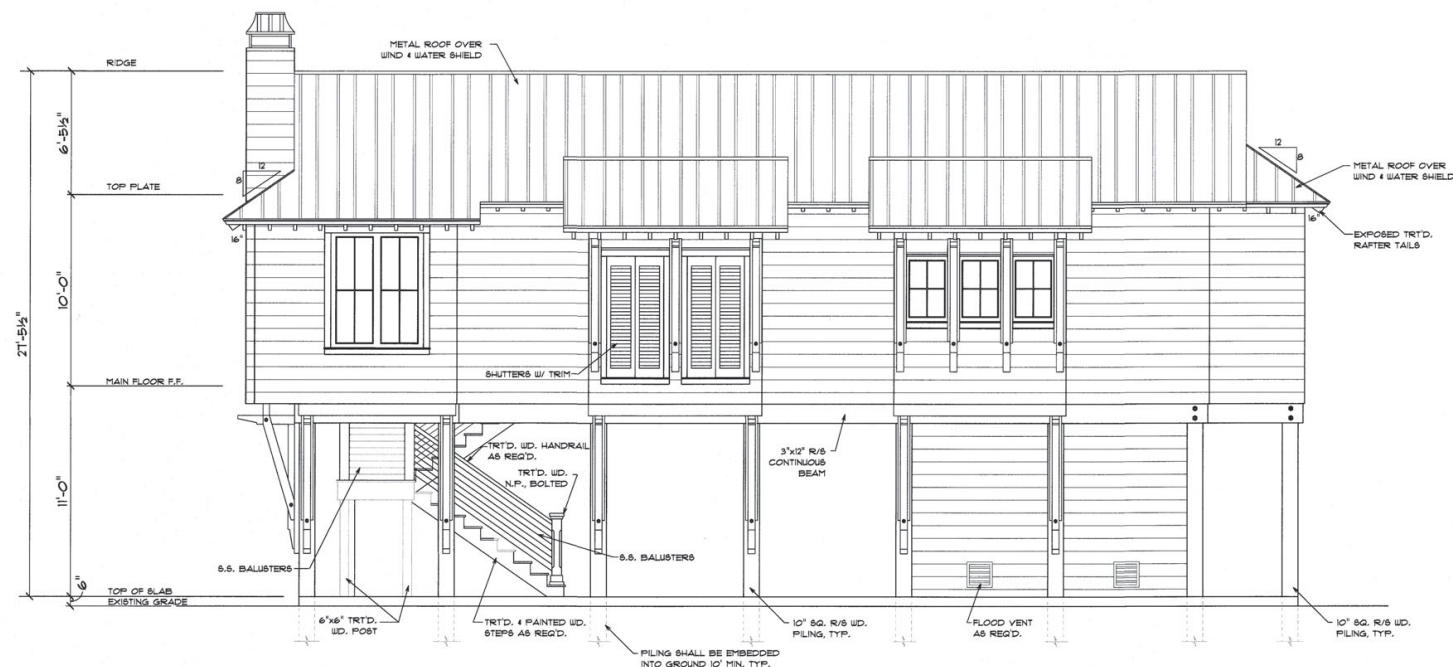 METAL ROOF OVER
WIND & WATER SHIELD
RIDGE
6'-5½"
12
8
12
8
METAL ROOF OVER
WIND & WATER SHIELD
TOP PLATE
16"
16"
EXPOSED TRT'D.
RAFTER TAILS
10'-0"
27'-5½"
SHUTTERS W/ TRIM
MAIN FLOOR F.F.
TRT'D. WD. HANDRAIL
AS REQ'D.
3"x12" R/S
CONTINUOUS
BEAM
TRT'D. WD.
N.P., BOLTED
11'-0"
S.S. BALUSTERS
S.S. BALUSTERS
6"
TOP OF SLAB
EXISTING GRADE
6"x6" TRT'D.
WD. POST
TRT'D. & PAINTED WD.
STEPS AS REQ'D.
10" SQ. R/S WD.
PILING, TYP.
FLOOD VENT
AS REQ'D.
10" SQ. R/S WD.
PILING, TYP.
PILING SHALL BE EMBEDDED
INTO GROUND 10' MIN. TYP.